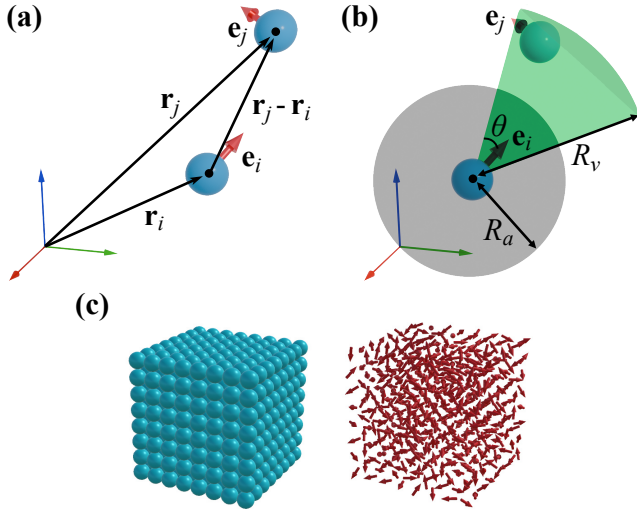 (a)
e_j
r_j
r_j - r_i
e_i
r_i
(b)
e_j
θ
e_i
R_v
R_a
(c)